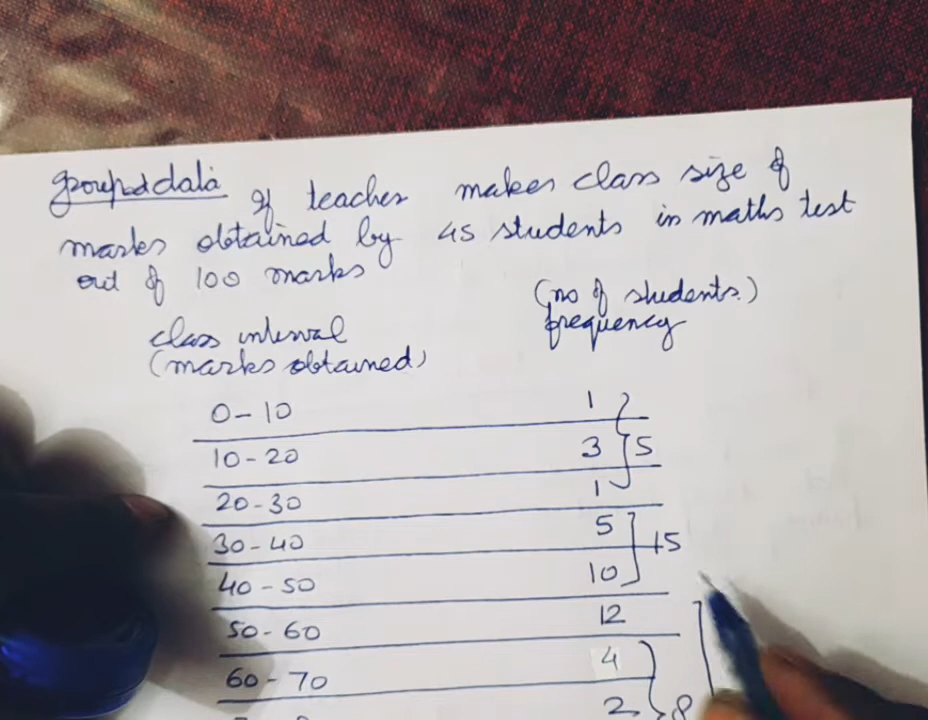 grouped data
If teacher makes class size of
marks obtained by 45 students in maths test
out of 100 marks
class interval (no of students.)
(marks obtained) frequency
0-10 1
10-20 3 5
20-30 1
30-40 5 15
40-50 10
50-60 12
60-70 4
2 8